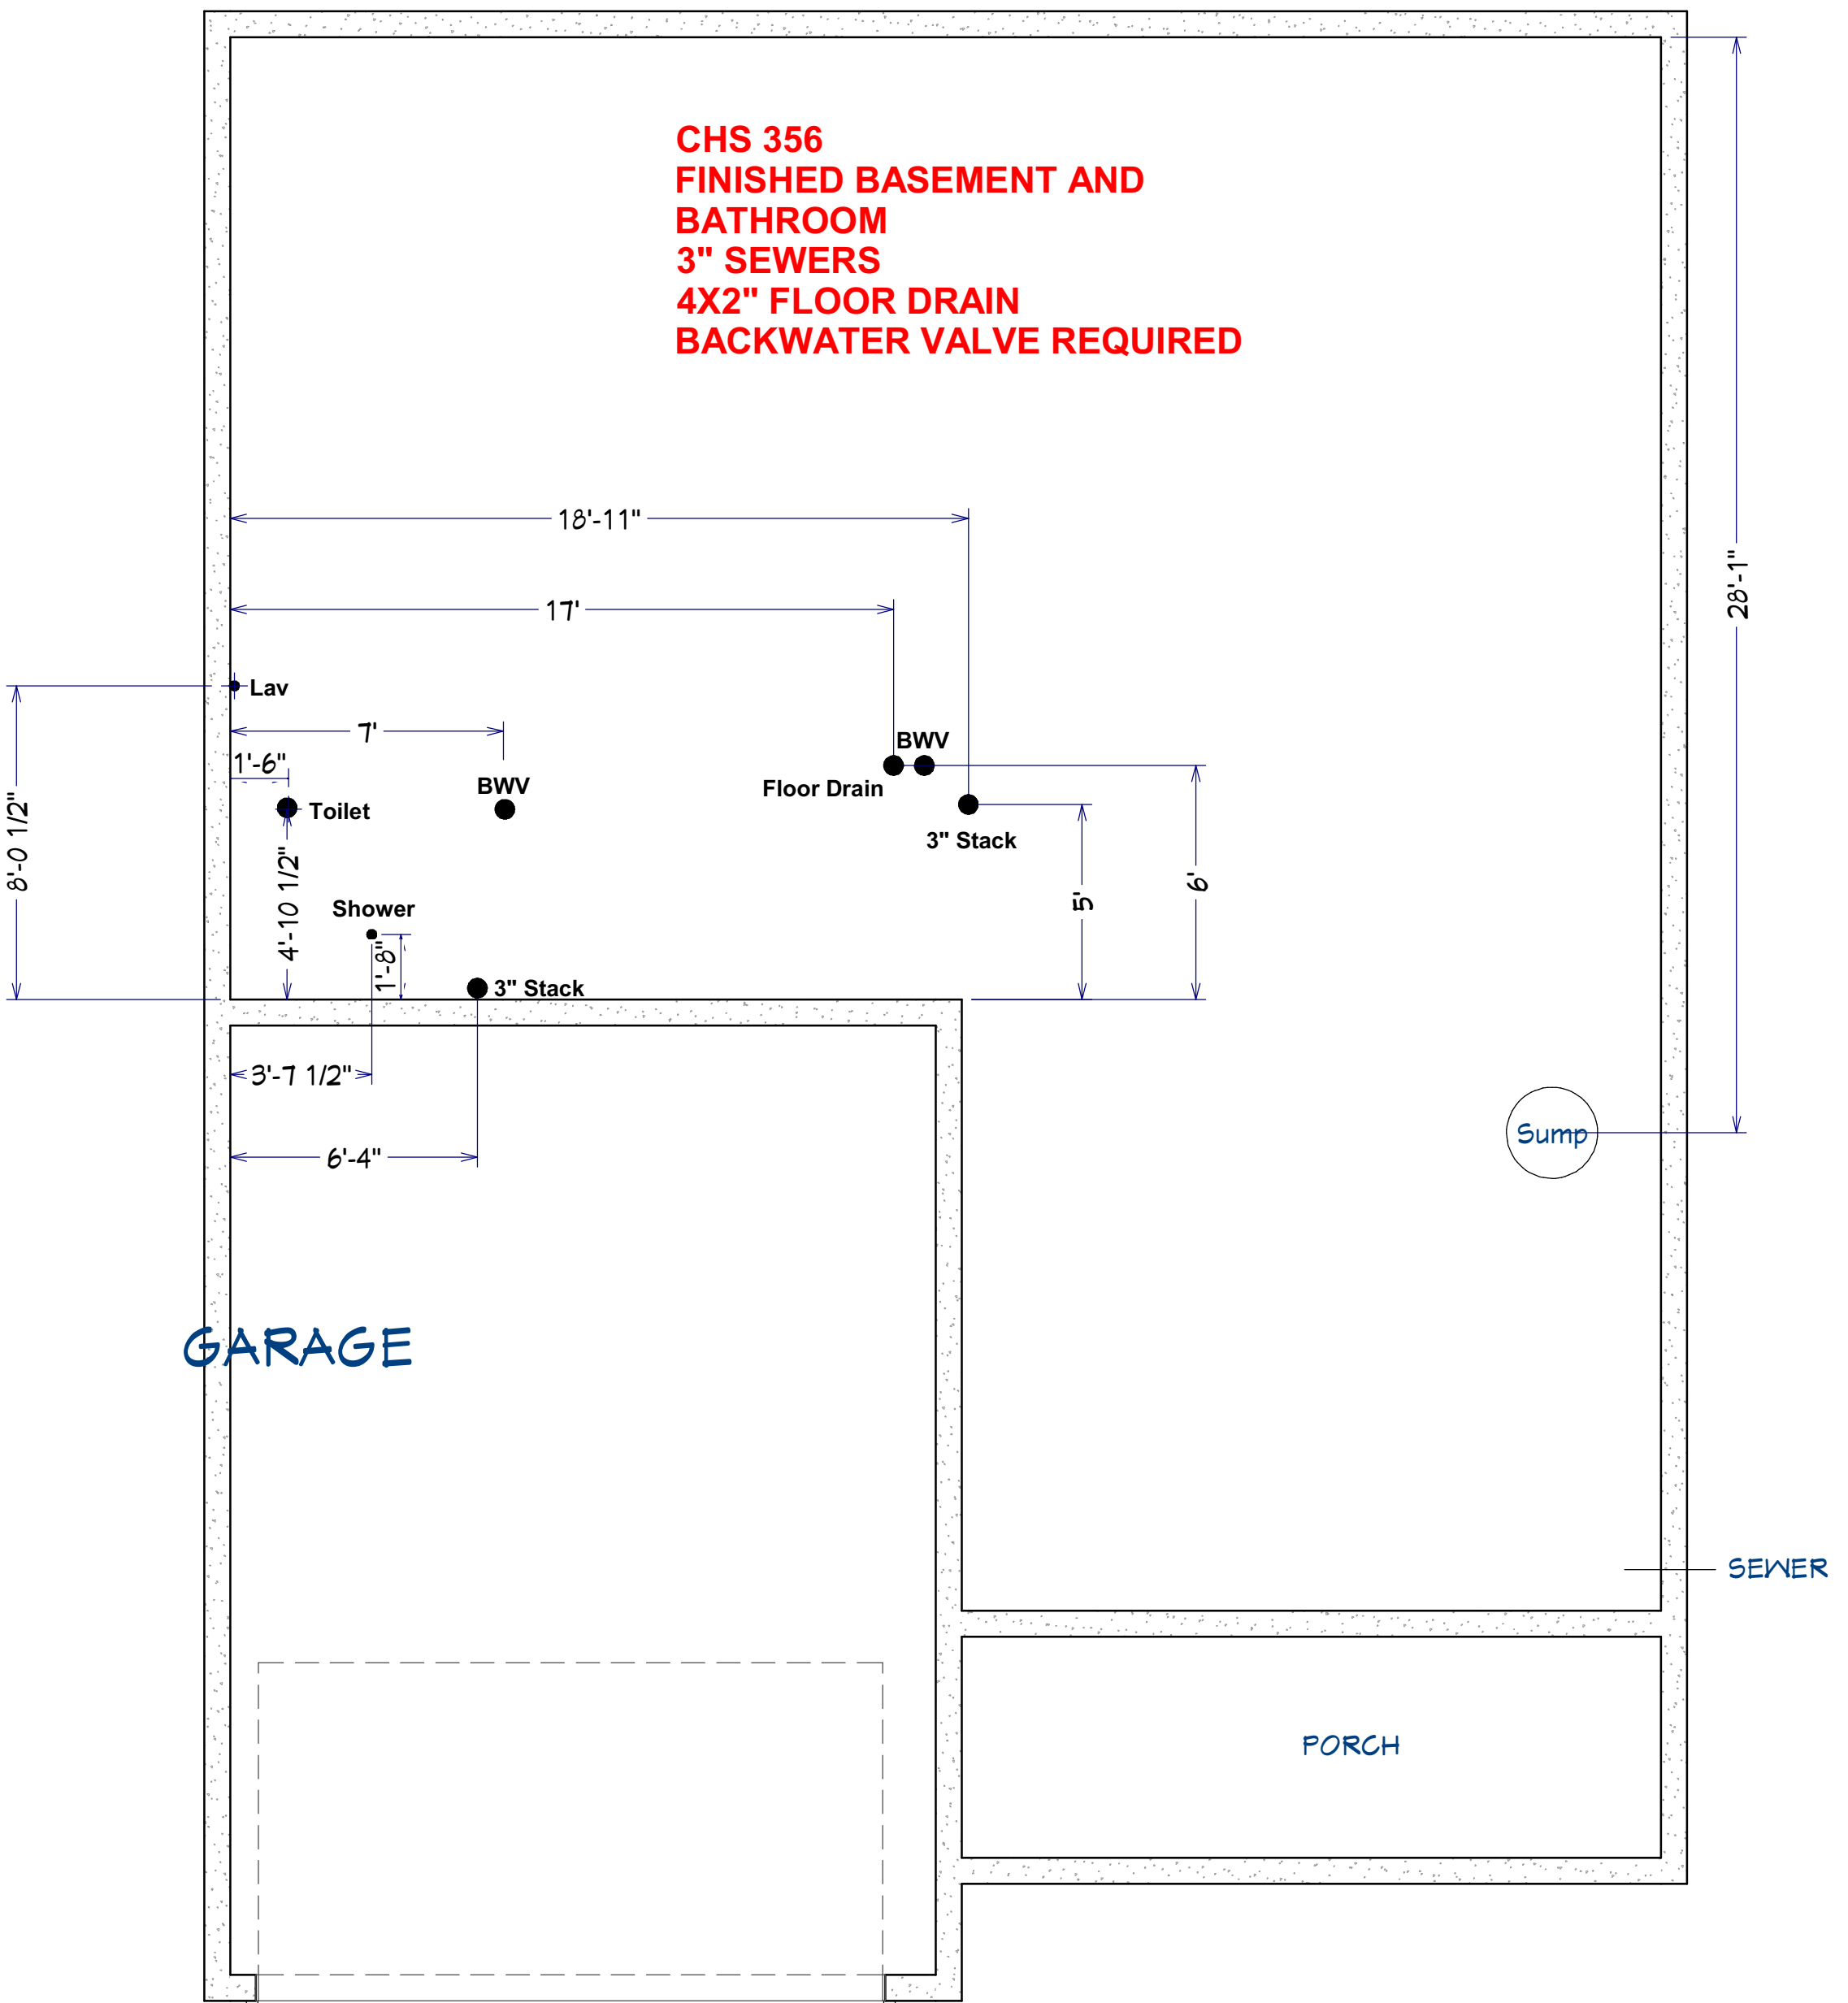 CHS 356
FINISHED BASEMENT AND
BATHROOM
3" SEWERS
4X2" FLOOR DRAIN
BACKWATER VALVE REQUIRED
18'-11"
28'-1"
17'
Lav
7'
BWV
1'-6"
BWV
Floor Drain
Toilet
3" Stack
8'-0 1/2"
4'-10 1/2"
6'
5'
Shower
1'-8"
3" Stack
3'-7 1/2"
Sump
6'-4"
GARAGE
SEWER
PORCH